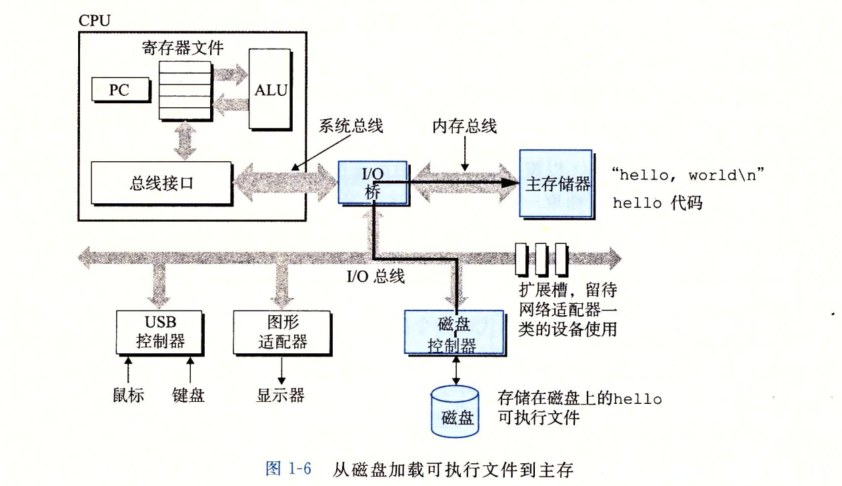 CPU
寄存器文件
PC
ALU
系统总线
内存总线
总线接口
I/O
桥
主存储器
“hello, world\n”
hello 代码
I/O 总线
扩展槽，留待
网络适配器一
类的设备使用
USB
控制器
图形
适配器
磁盘
控制器
鼠标
键盘
显示器
磁盘
存储在磁盘上的hello
可执行文件
图 1-6 从磁盘加载可执行文件到主存